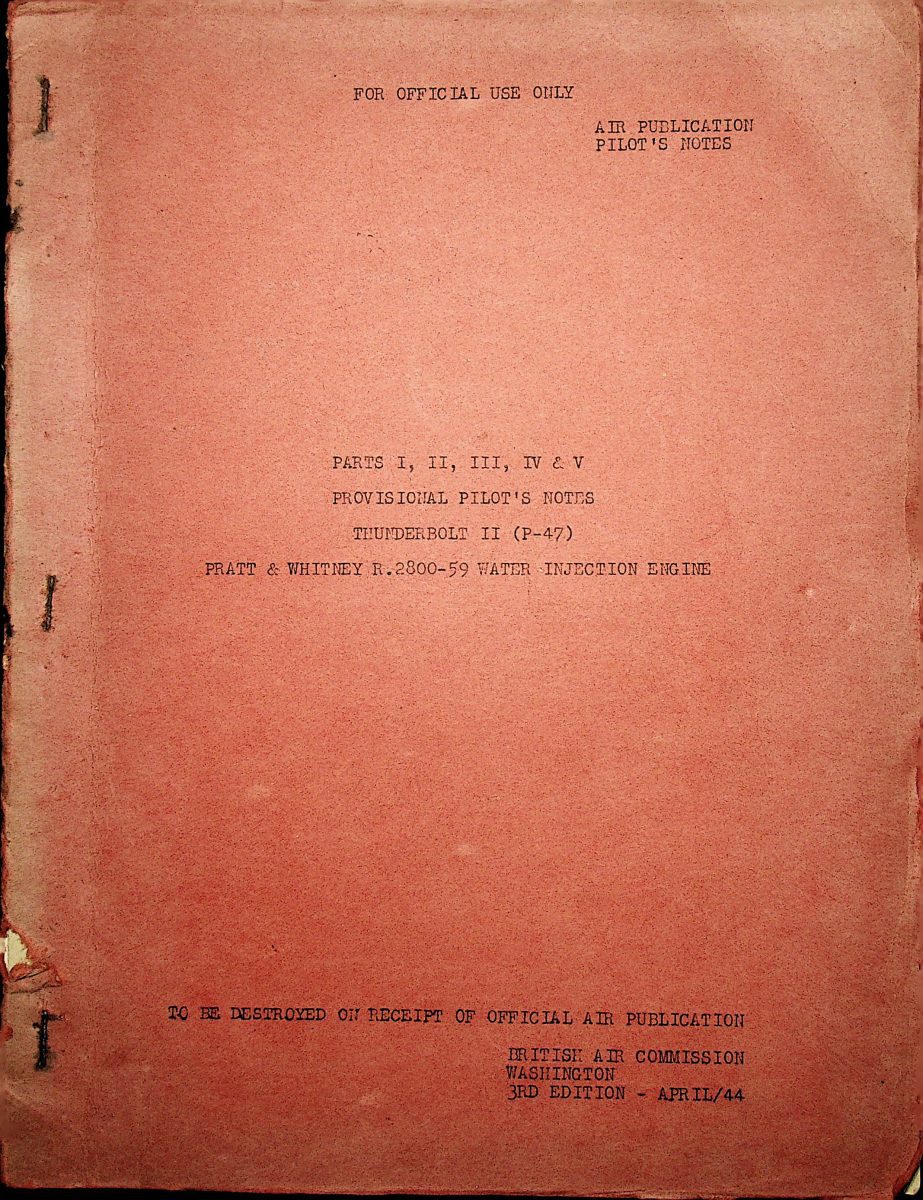 FOR OFFICIAL USE ONLY
AIR PUBLICATION
PILOT'S NOTES
PARTS I, II, III, IV & V
PROVISIONAL PILOT'S NOTES
THUNDERBOLT II (P-47)
PRATT & WHITNEY R.2800-59 WATER INJECTION ENGINE
TO BE DESTROYED ON RECEIPT OF OFFICIAL AIR PUBLICATION
BRITISH AIR COMMISSION
WASHINGTON
3RD EDITION - APRIL/44